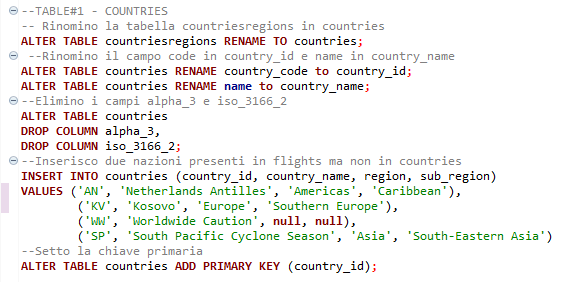 --TABLE#1 - COUNTRIES
-- Rinomino la tabella countriesregions in countries
ALTER TABLE countriesregions RENAME TO countries;
--Rinomino il campo code in country_id e name in country_name
ALTER TABLE countries RENAME country_code to country_id;
ALTER TABLE countries RENAME name to country_name;
--Elimino i campi alpha_3 e iso_3166_2
ALTER TABLE countries
DROP COLUMN alpha_3,
DROP COLUMN iso_3166_2;
--Inserisco due nazioni presenti in flights ma non in countries
INSERT INTO countries (country_id, country_name, region, sub_region)
VALUES ('AN', 'Netherlands Antilles', 'Americas', 'Caribbean'),
('KV', 'Kosovo', 'Europe', 'Southern Europe'),
('WW', 'Worldwide Caution', null, null),
('SP', 'South Pacific Cyclone Season', 'Asia', 'South-Eastern Asia')
--Setto la chiave primaria
ALTER TABLE countries ADD PRIMARY KEY (country_id);